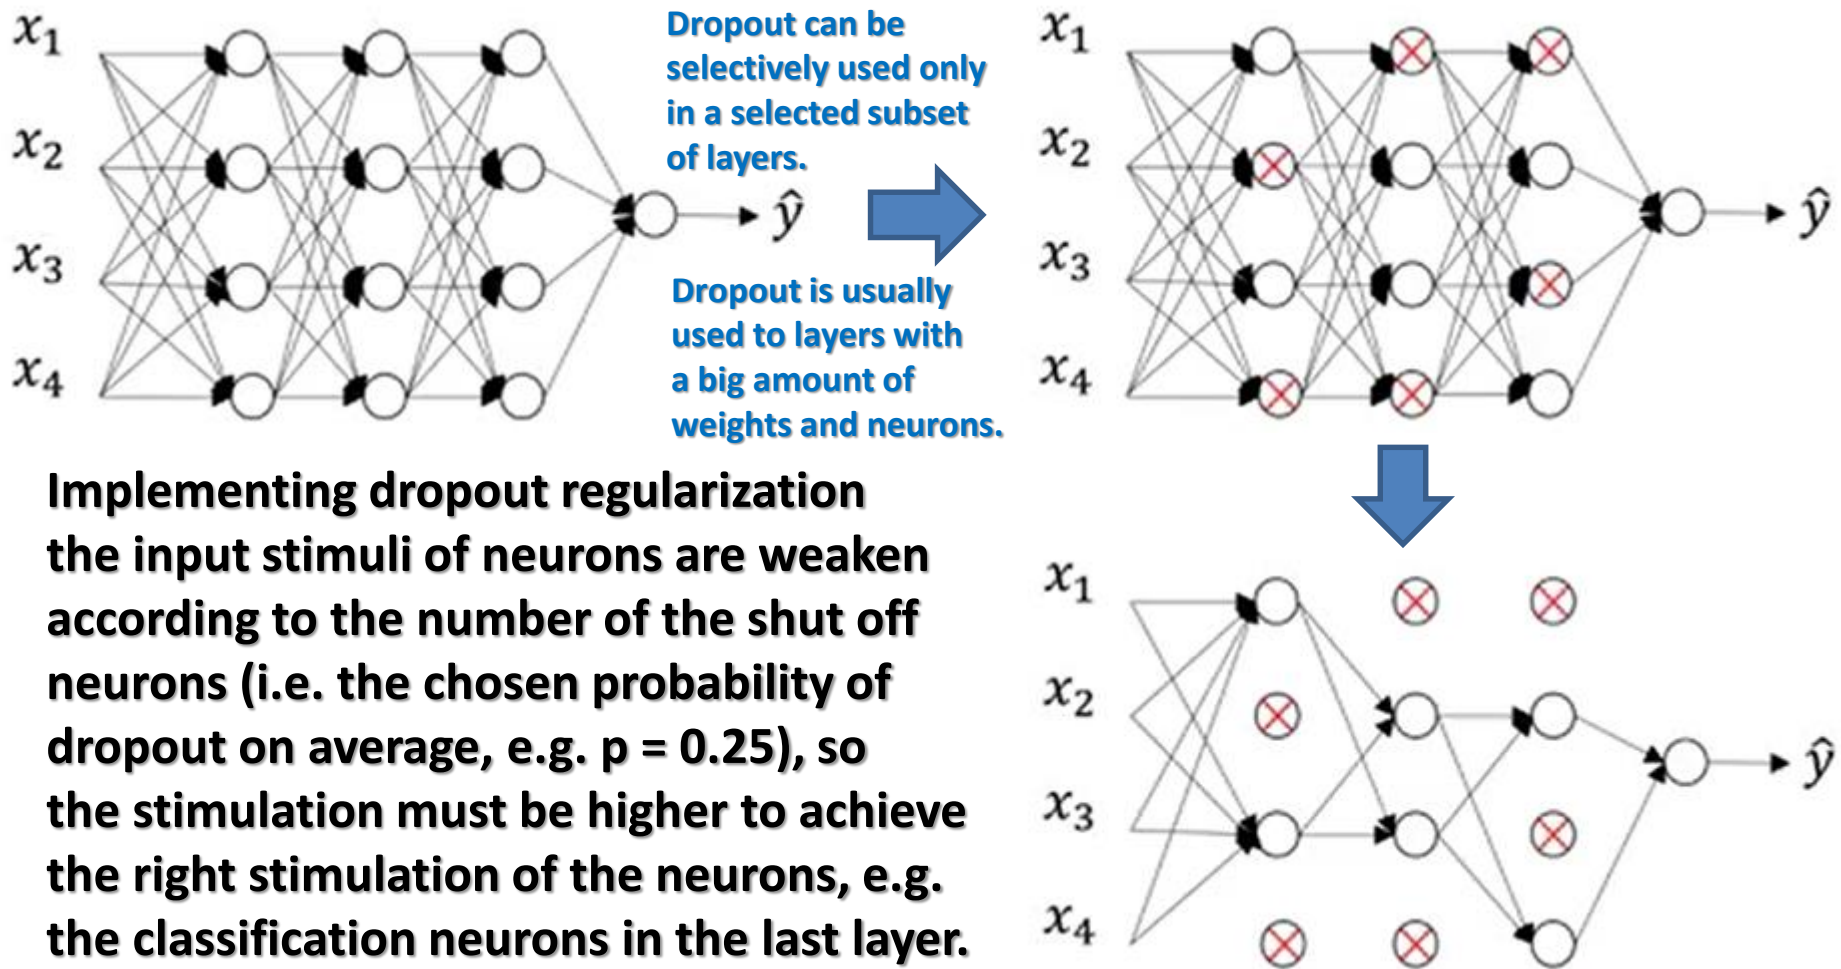 x1
x2
x3
x4
ŷ
Dropout can be
selectively used only
in a selected subset
of layers.
Dropout is usually
used to layers with
a big amount of
weights and neurons.
x1
x2
x3
x4
ŷ
Implementing dropout regularization
the input stimuli of neurons are weaken
according to the number of the shut off
neurons (i.e. the chosen probability of
dropout on average, e.g. p = 0.25), so
the stimulation must be higher to achieve
the right stimulation of the neurons, e.g.
the classification neurons in the last layer.
x1
x2
x3
x4
ŷ